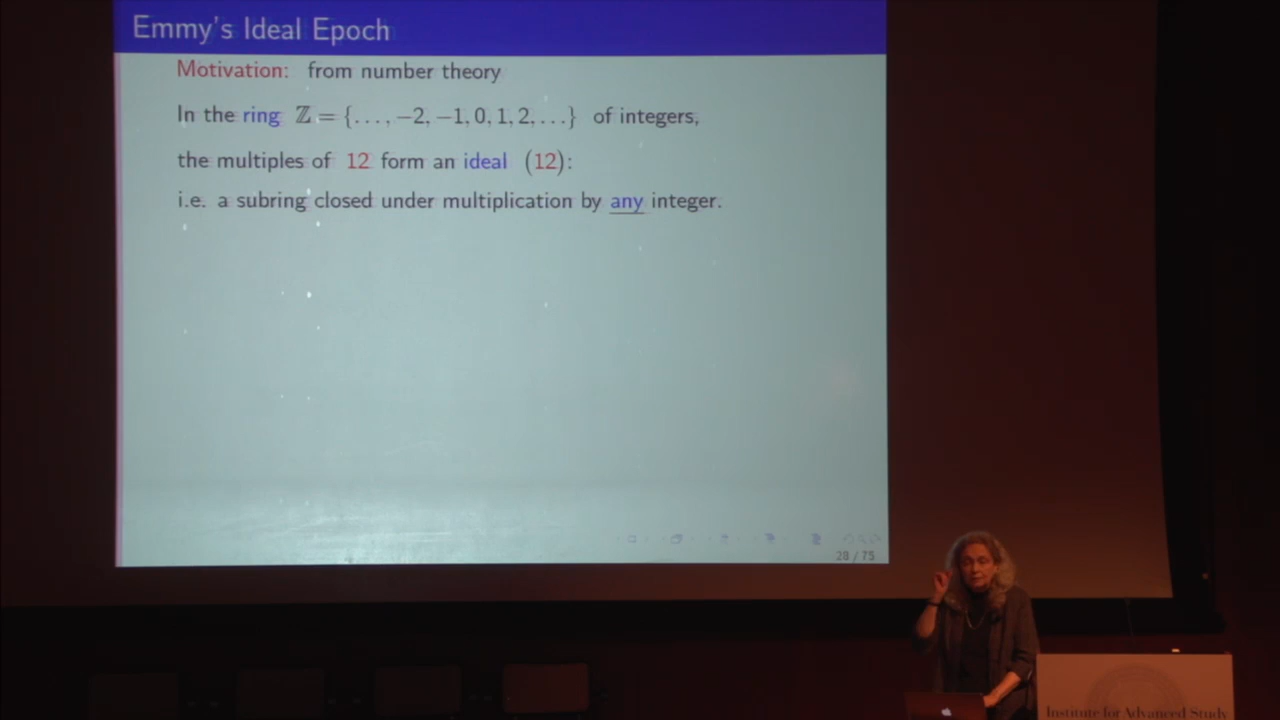 Emmy's Ideal Epoch
Motivation: from number theory
In the ring ℤ = {..., −2, −1, 0, 1, 2, ...} of integers,
the multiples of 12 form an ideal (12):
i.e. a subring closed under multiplication by any integer.
28 / 75
Institute for Advanced Study